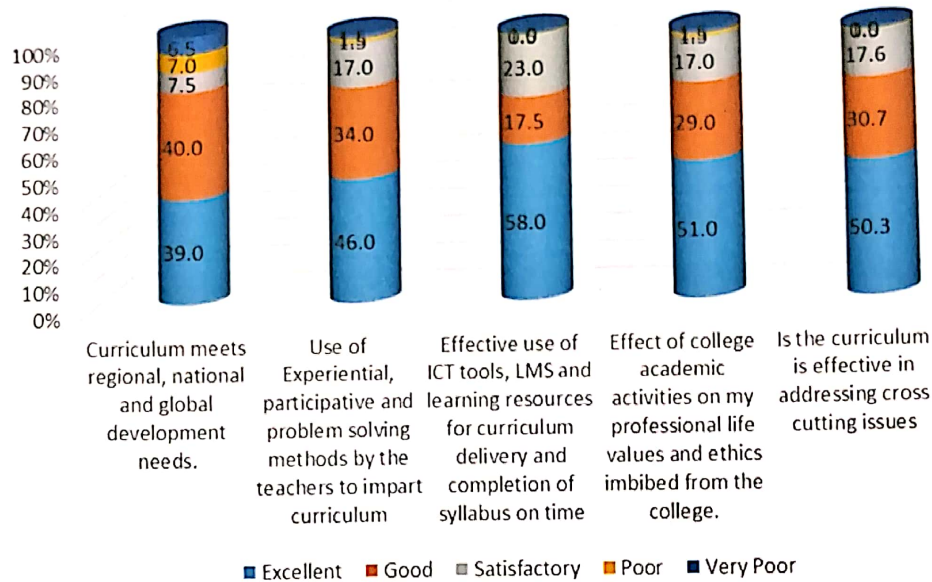 100%
90%
80%
70%
60%
50%
40%
30%
20%
10%
0%
6.5
7.0
7.5
40.0
39.0
17.0
34.0
46.0
0.0
23.0
17.5
58.0
17.0
29.0
51.0
0.0
17.6
30.7
50.3
Curriculum meets
regional, national
and global
development
needs.
Use of
Experiential,
participative and
problem solving
methods by the
teachers to impart
curriculum
Effective use of
ICT tools, LMS and
learning resources
for curriculum
delivery and
completion of
syllabus on time
Effect of college
academic
activities on my
professional life
values and ethics
imbibed from the
college.
Is the curriculum
is effective in
addressing cross
cutting issues
Excellent Good Satisfactory Poor Very Poor